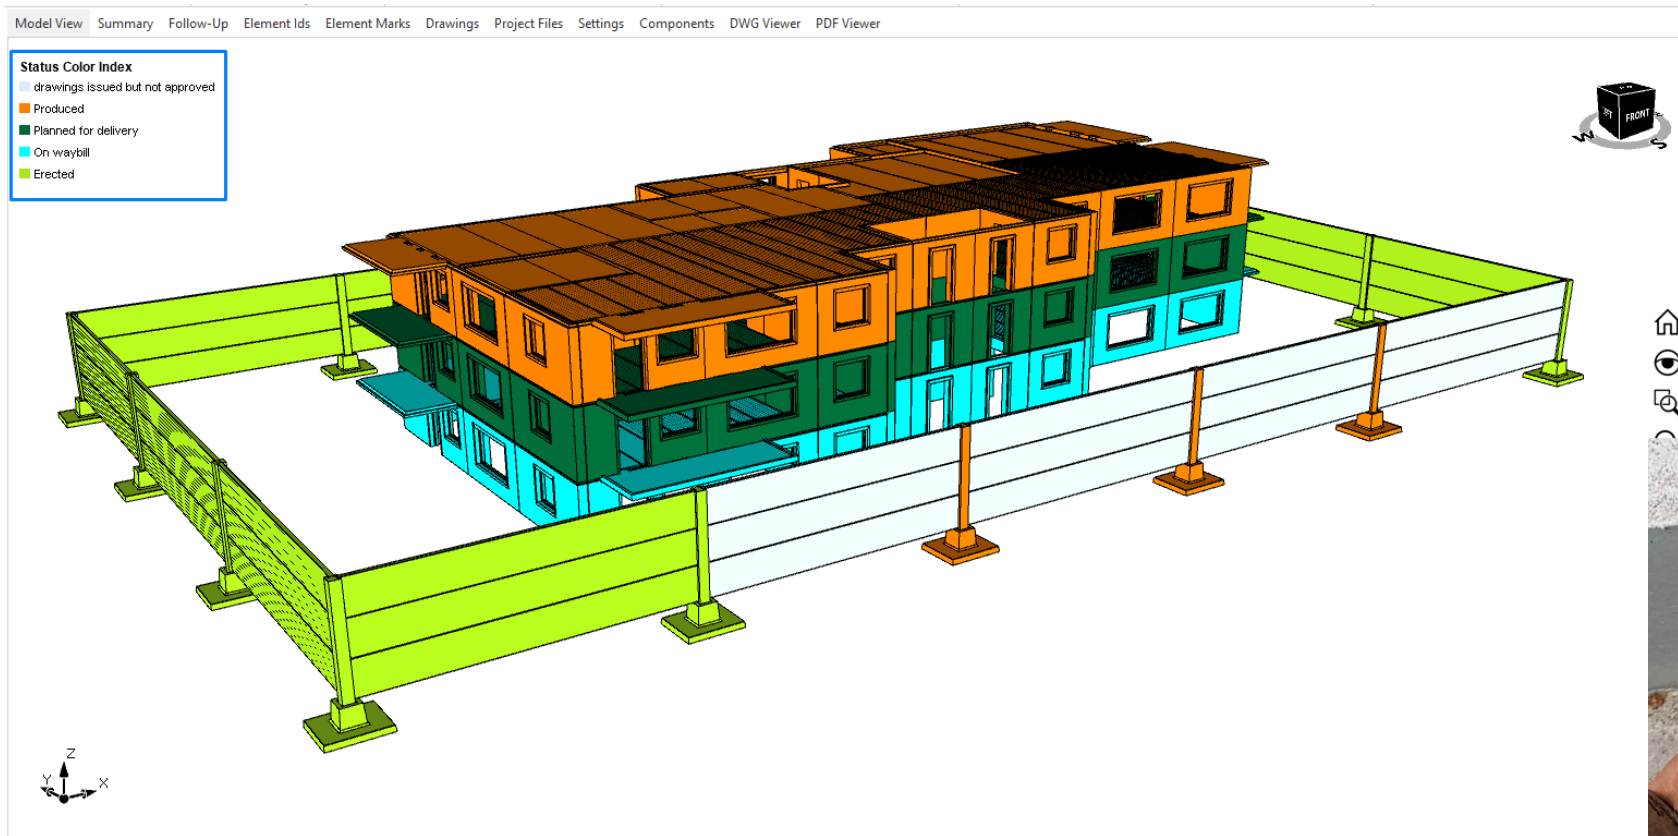 Model View Summary Follow-Up Element Ids Element Marks Drawings Project Files Settings Components DWG Viewer PDF Viewer
Status Color Index
drawings issued but not approved
Produced
Planned for delivery
On waybill
Erected
FRONT
W
S
Z
Y
X